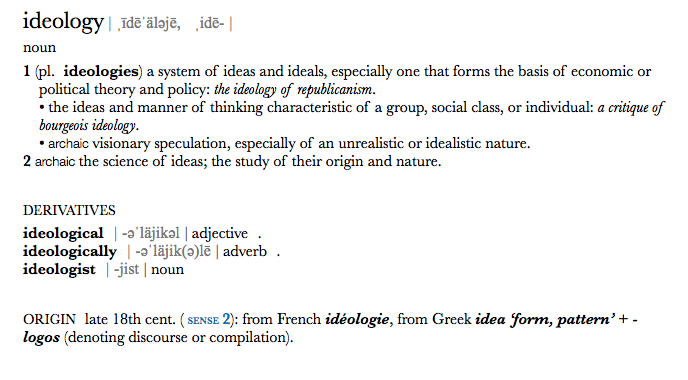 ideology | ˌīdēˈäləjē, ˌidē- |
noun
1 (pl. ideologies) a system of ideas and ideals, especially one that forms the basis of economic or
political theory and policy: the ideology of republicanism.
• the ideas and manner of thinking characteristic of a group, social class, or individual: a critique of
bourgeois ideology.
• archaic visionary speculation, especially of an unrealistic or idealistic nature.
2 archaic the science of ideas; the study of their origin and nature.
DERIVATIVES
ideological | -əˈläjikəl | adjective .
ideologically | -əˈläjik(ə)lē | adverb .
ideologist | -jist | noun
ORIGIN late 18th cent. ( SENSE 2): from French idéologie, from Greek idea ‘form, pattern’ + -
logos (denoting discourse or compilation).